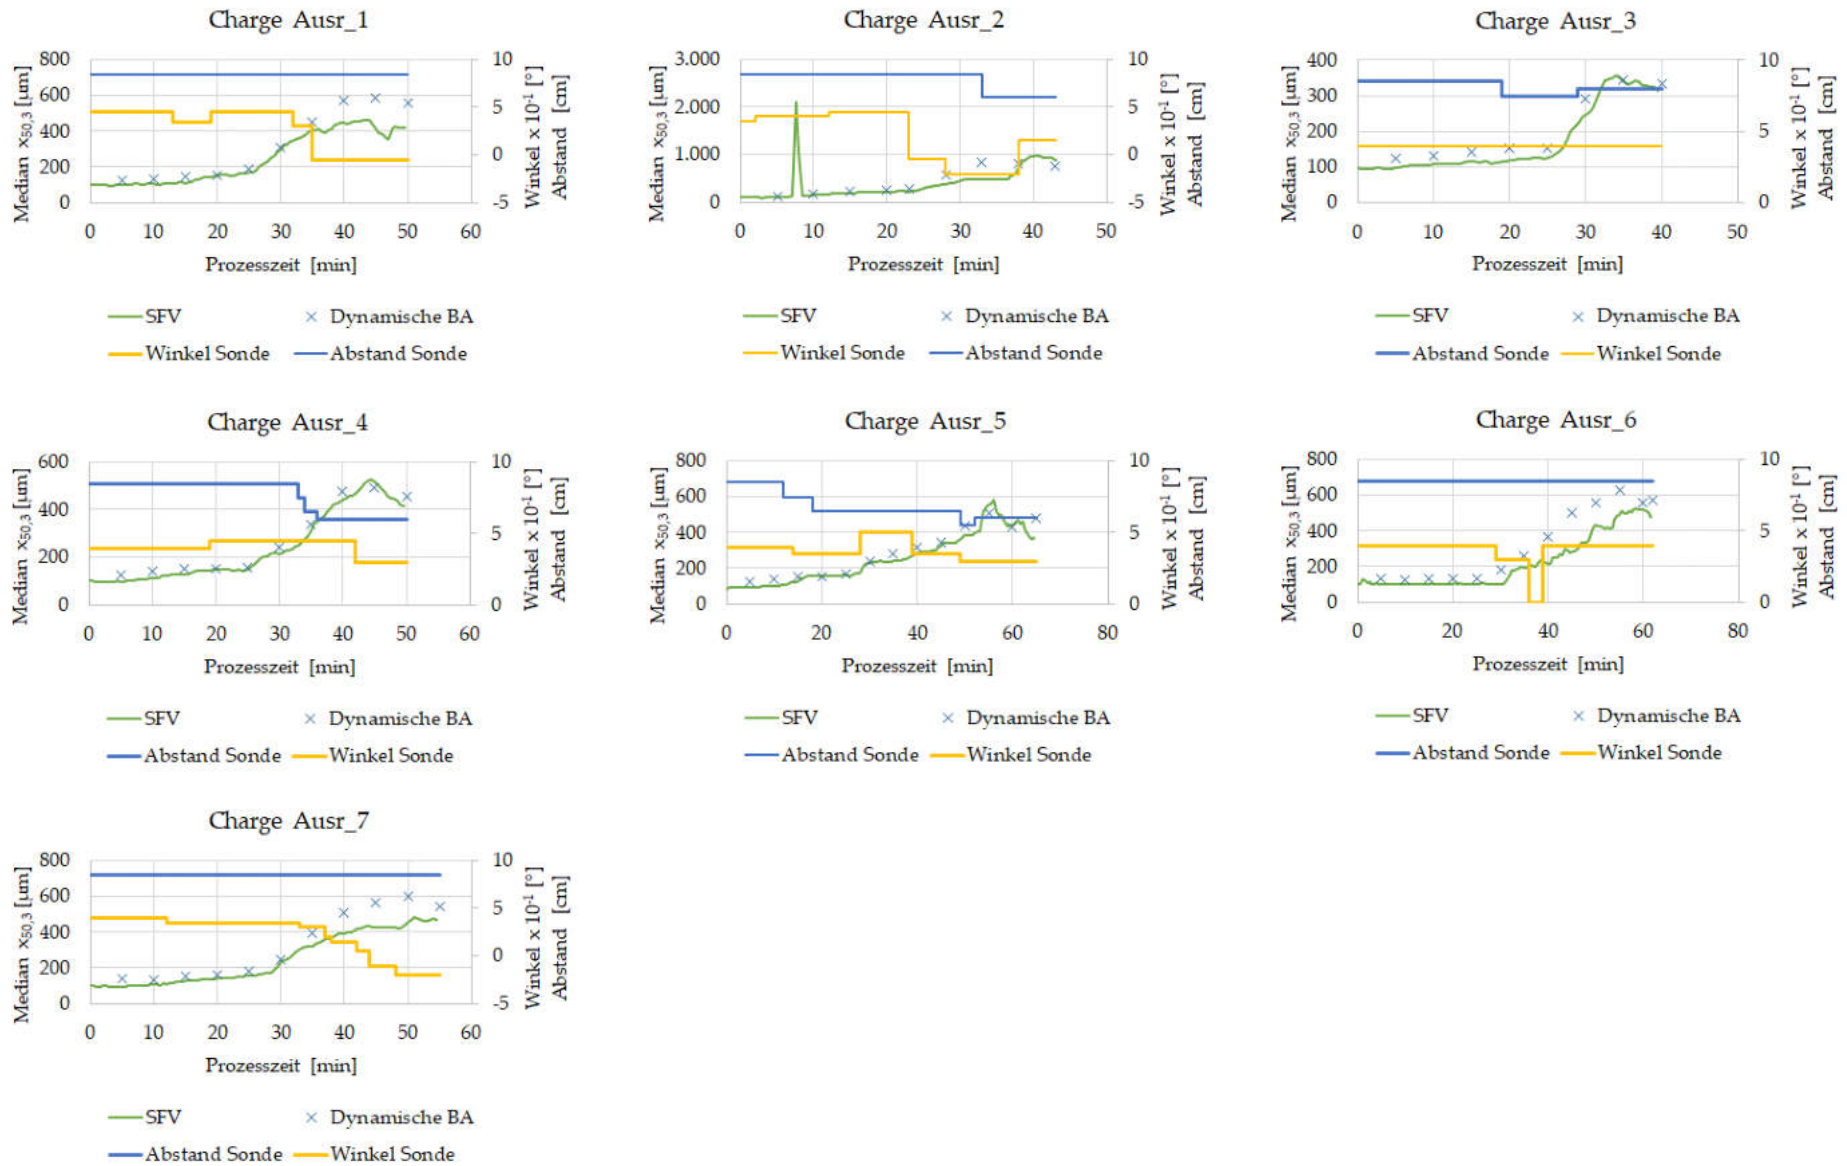 Charge Ausr_1
Median x50,3 [µm]
800
600
400
200
0
10
5
0
-5
Winkel x 10-1 [°]
Abstand [cm]
0 10 20 30 40 50 60
Prozesszeit [min]
SFV
Dynamische BA
Winkel Sonde
Abstand Sonde
Charge Ausr_2
Median x50,3 [µm]
3.000
2.000
1.000
0
10
5
0
-5
Winkel x 10-1 [°]
Abstand [cm]
0 10 20 30 40 50
Prozesszeit [min]
SFV
Dynamische BA
Winkel Sonde
Abstand Sonde
Charge Ausr_3
Median x50,3 [µm]
400
300
200
100
0
10
5
0
Winkel x 10-1 [°]
Abstand [cm]
0 10 20 30 40 50
Prozesszeit [min]
SFV
Dynamische BA
Abstand Sonde
Winkel Sonde
Charge Ausr_4
Median x50,3 [µm]
600
400
200
0
10
5
0
Winkel x 10-1 [°]
Abstand [cm]
0 10 20 30 40 50 60
Prozesszeit [min]
SFV
Dynamische BA
Abstand Sonde
Winkel Sonde
Charge Ausr_5
Median x50,3 [µm]
800
600
400
200
0
10
5
0
Winkel x 10-1 [°]
Abstand [cm]
0 20 40 60 80
Prozesszeit [min]
SFV
Dynamische BA
Abstand Sonde
Winkel Sonde
Charge Ausr_6
Median x50,3 [µm]
800
600
400
200
0
10
5
0
Winkel x 10-1 [°]
Abstand [cm]
0 20 40 60 80
Prozesszeit [min]
SFV
Dynamische BA
Abstand Sonde
Winkel Sonde
Charge Ausr_7
Median x50,3 [µm]
800
600
400
200
0
10
5
0
-5
Winkel x 10-1 [°]
Abstand [cm]
0 10 20 30 40 50 60
Prozesszeit [min]
SFV
Dynamische BA
Abstand Sonde
Winkel Sonde